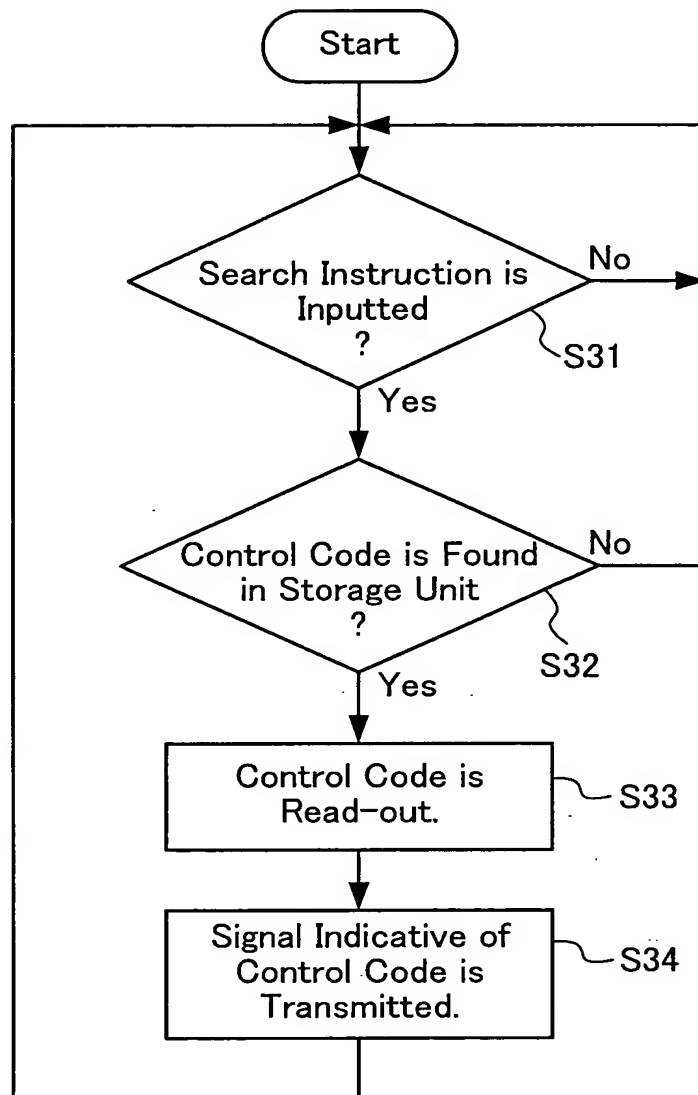 Start
Search Instruction is
Inputted
?
No
S31
Yes
Control Code is Found
in Storage Unit
?
No
S32
Yes
Control Code is
Read-out.
S33
Signal Indicative of
Control Code is
Transmitted.
S34